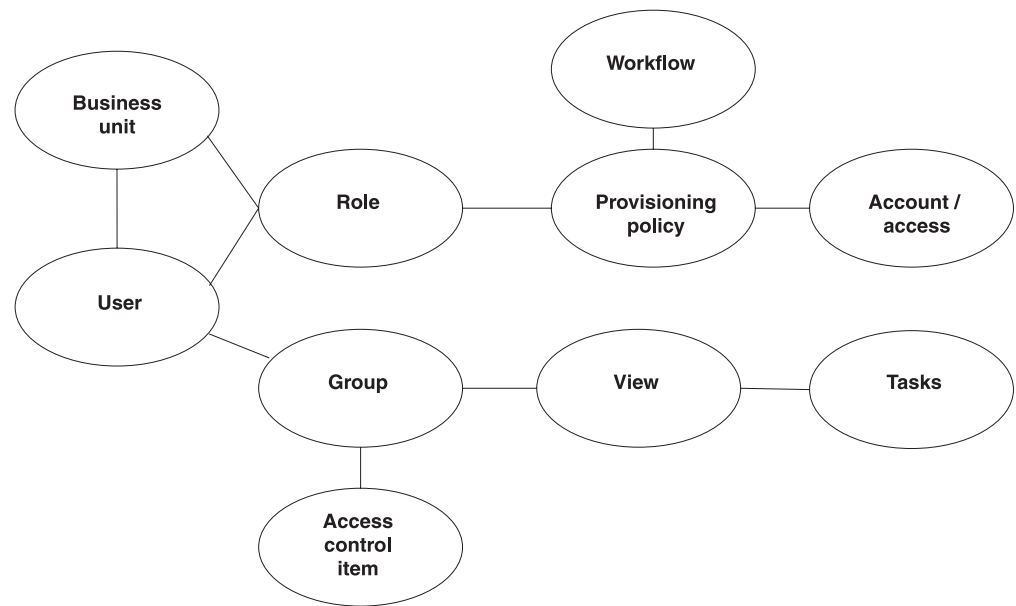 Workflow
Business
unit
Role
Provisioning
policy
Account /
access
User
Group
View
Tasks
Access
control
item